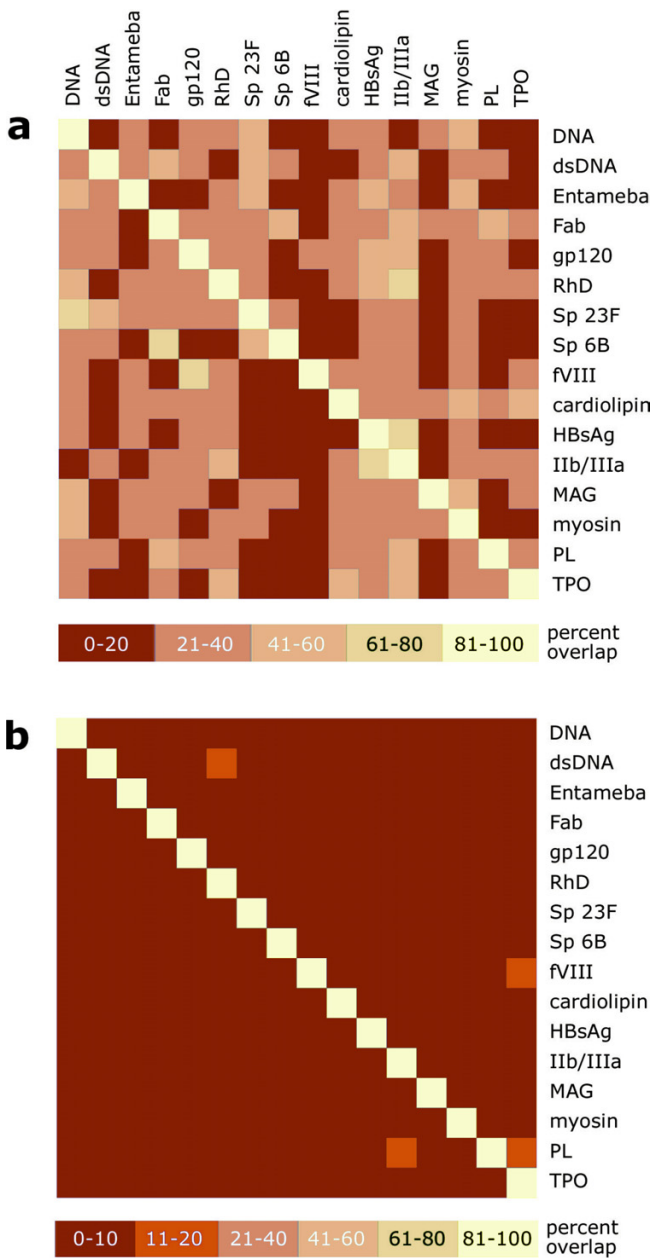 DNA
dsDNA
Entameba
Fab
gp120
RhD
Sp 23F
Sp 6B
fVIII
cardiolipin
HBsAg
IIb/IIIa
MAG
myosin
PL
TPO
a
DNA
dsDNA
Entameba
Fab
gp120
RhD
Sp 23F
Sp 6B
fVIII
cardiolipin
HBsAg
IIb/IIIa
MAG
myosin
PL
TPO
0-20 21-40 41-60 61-80 81-100 percent
overlap
b
DNA
dsDNA
Entameba
Fab
gp120
RhD
Sp 23F
Sp 6B
fVIII
cardiolipin
HBsAg
IIb/IIIa
MAG
myosin
PL
TPO
0-10 11-20 21-40 41-60 61-80 81-100 percent
overlap